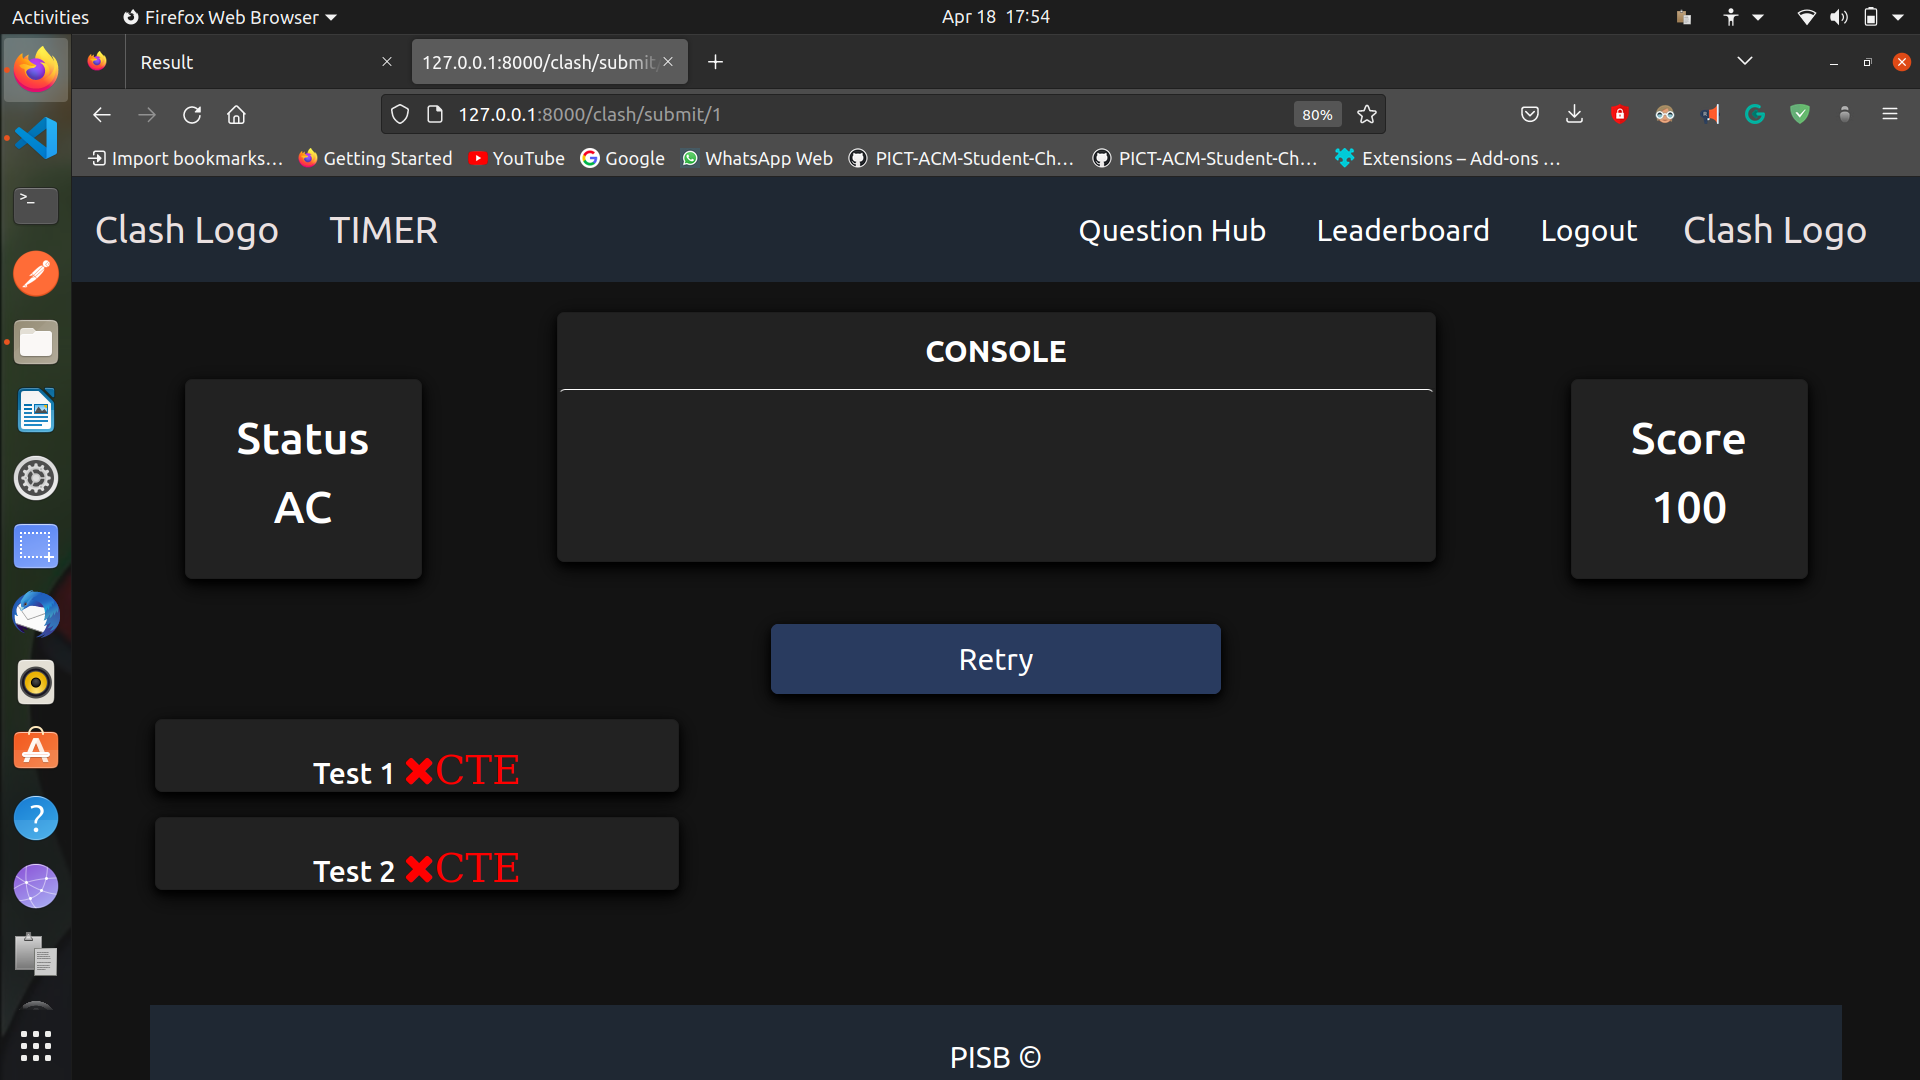 Activities Firefox Web Browser Apr 18 17:54
Result 127.0.0.1:8000/clash/submit/
127.0.0.1:8000/clash/submit/1 80%
Import bookmarks... Getting Started YouTube Google WhatsApp Web PICT-ACM-Student-Ch... PICT-ACM-Student-Ch... Extensions – Add-ons ...
Clash Logo TIMER Question Hub Leaderboard Logout Clash Logo
CONSOLE
Status
AC
Score
100
Retry
Test 1 ✖CTE
Test 2 ✖CTE
PISB ©